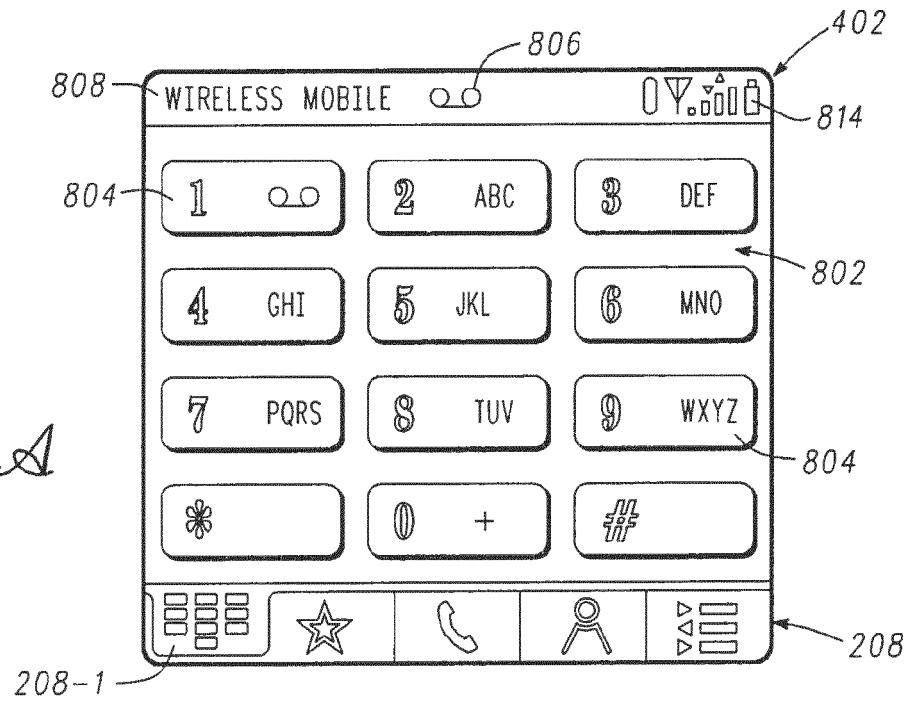 402
806
808 WIRELESS MOBILE
814
804 1 2 ABC 3 DEF
802
4 GHI 5 JKL 6 MNO
7 PQRS 8 TUV 9 WXYZ
804
* 0 + #
208
208-1